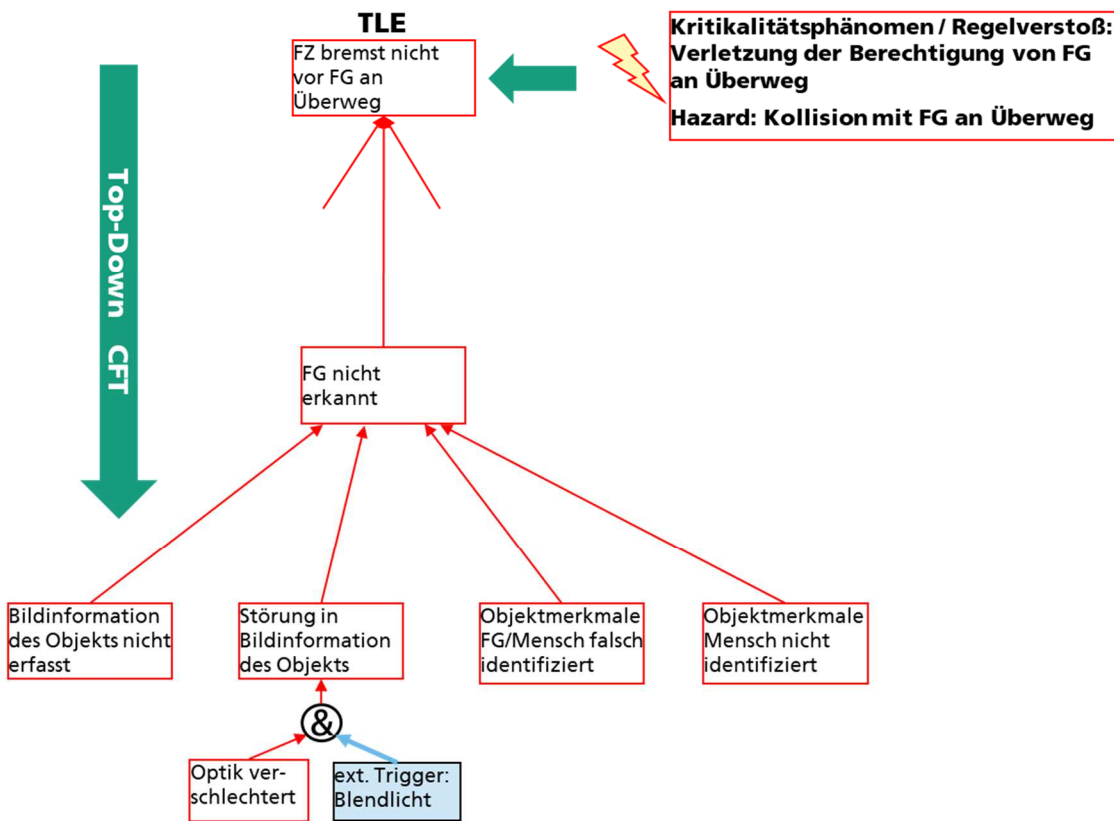 TLE
FZ bremst nicht
vor FG an
Überweg
Kritikalitätsphänomen / Regelverstoß:
Verletzung der Berechtigung von FG
an Überweg
Hazard: Kollision mit FG an Überweg
Top-Down CFT
FG nicht
erkannt
Bildinformation
des Objekts nicht
erfasst
Störung in
Bildinformation
des Objekts
Objektmerkmale
FG/Mensch falsch
identifiziert
Objektmerkmale
Mensch nicht
identifiziert
&
Optik ver-
schlechtert
ext. Trigger:
Blendlicht